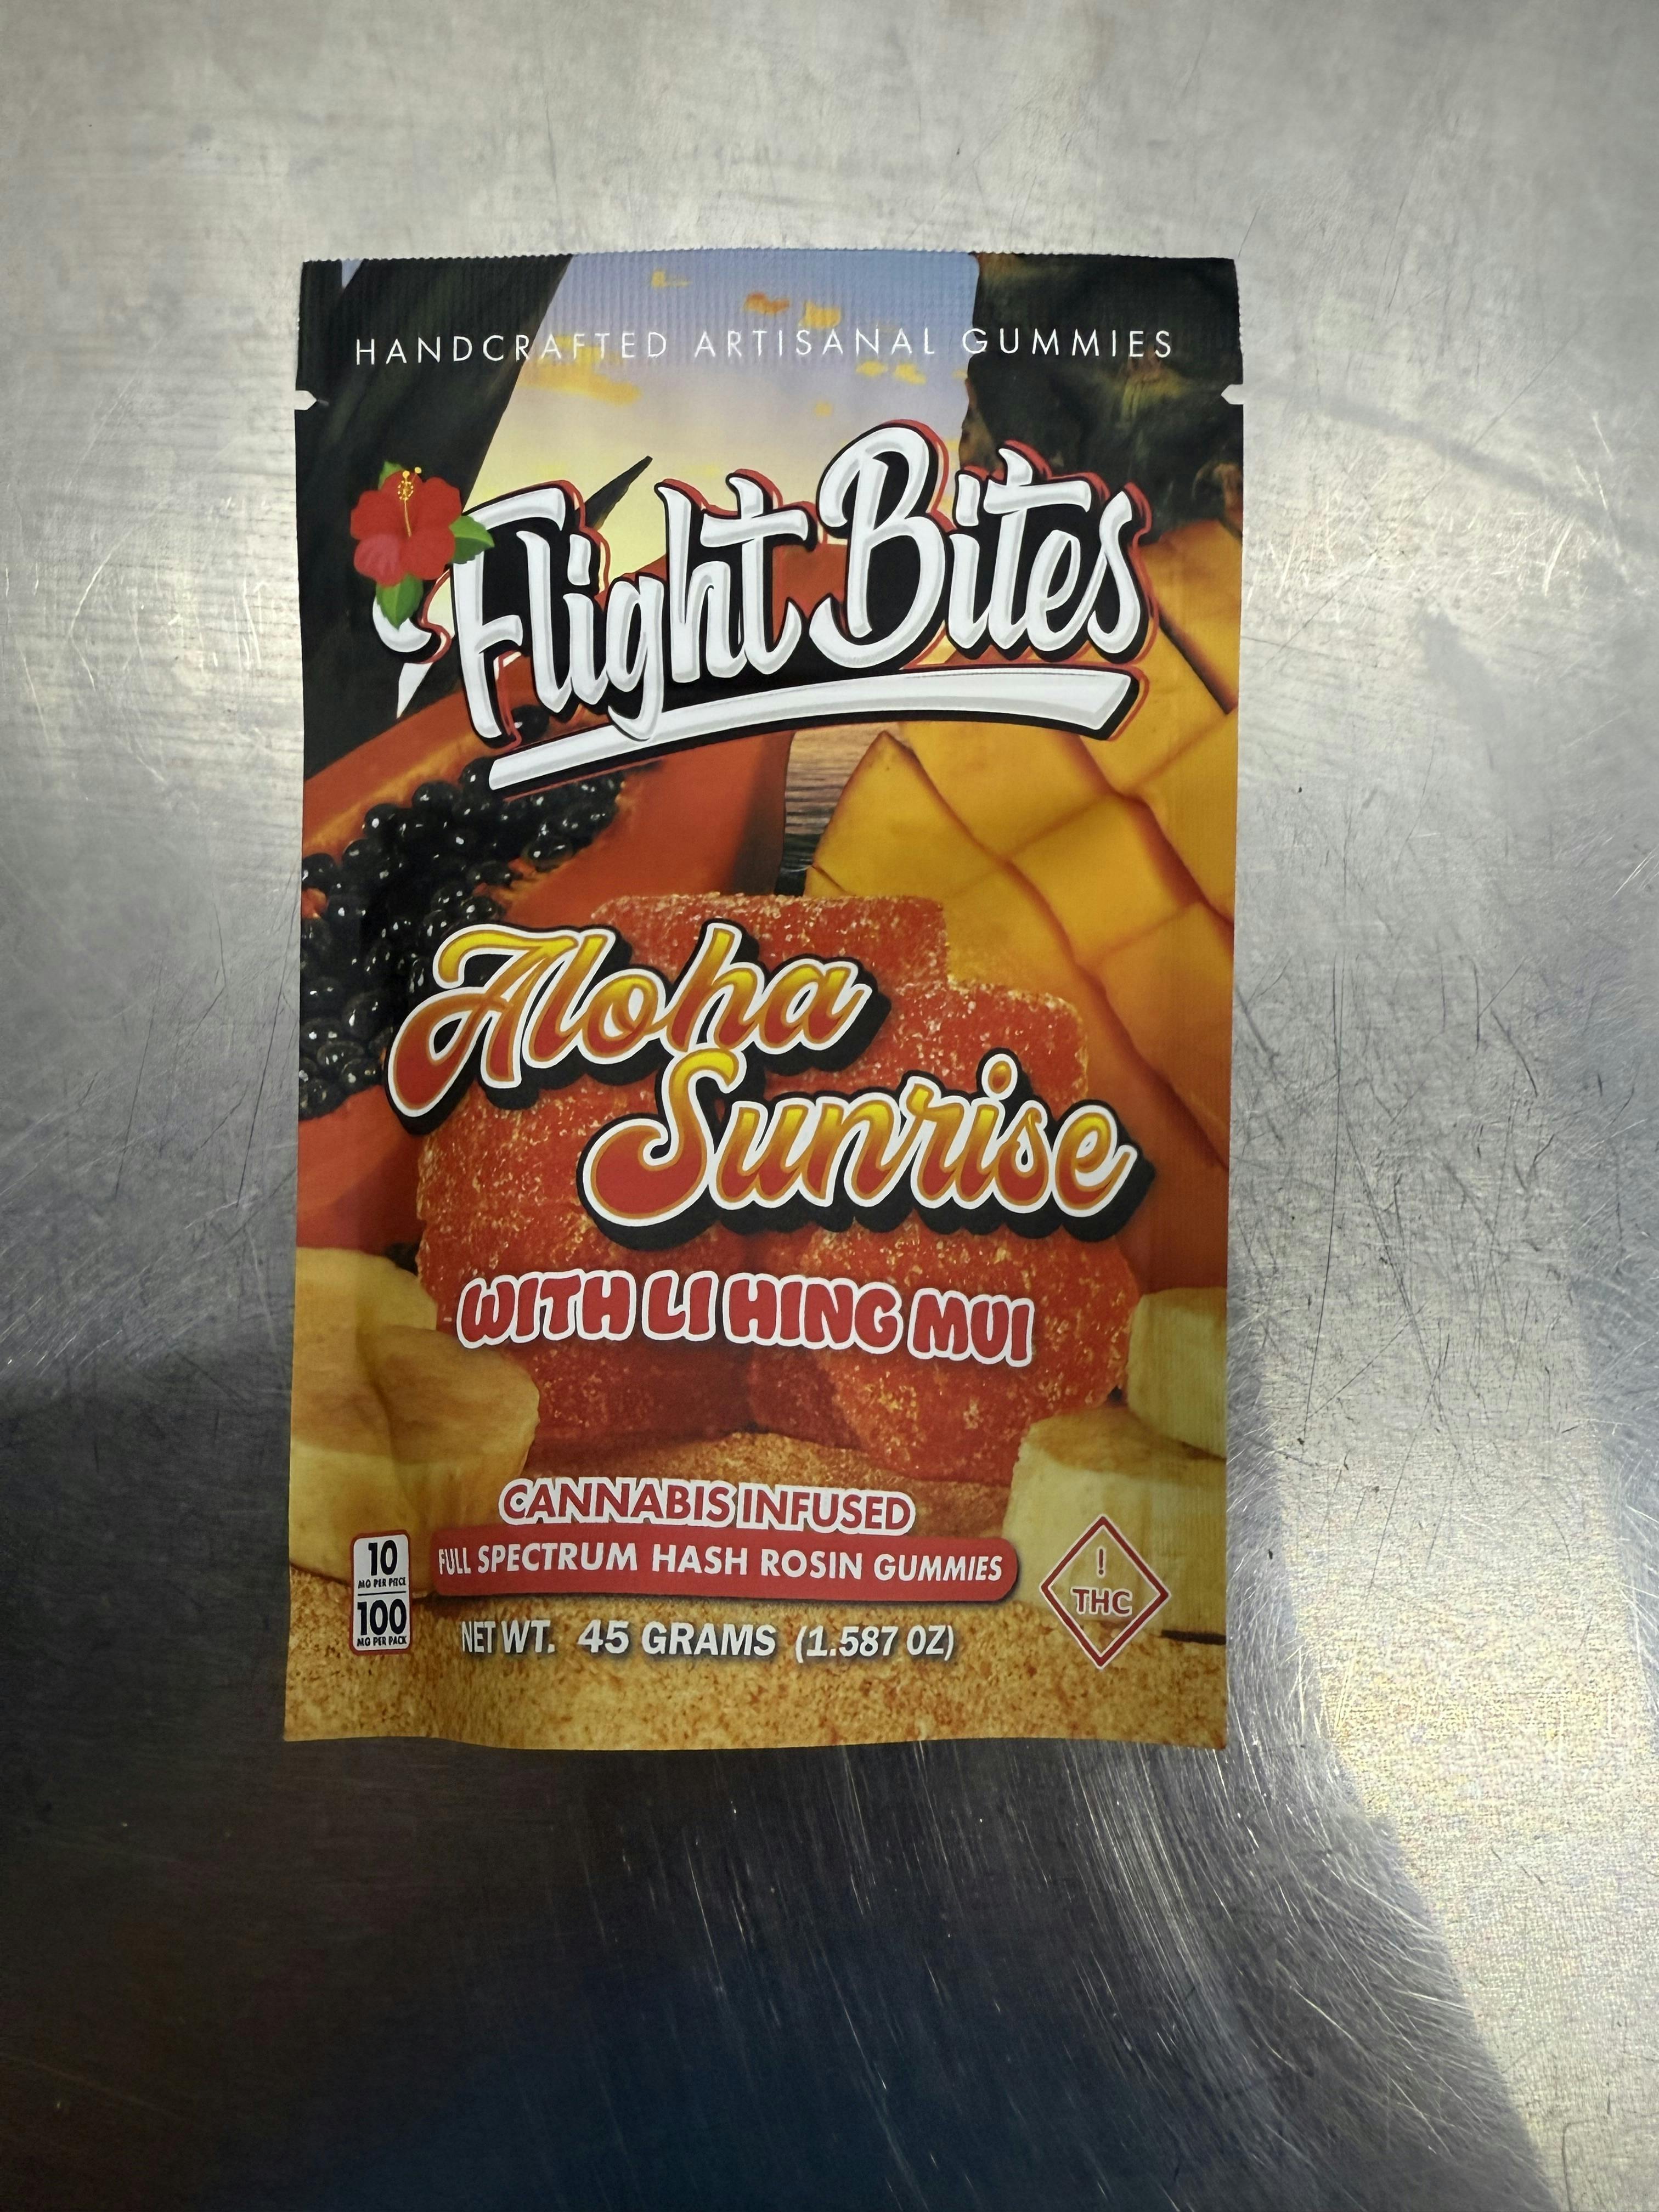 HANDCRAFTED ARTISANAL GUMMIES
Flight Bites
Aloha
Sunrise
WITH LI HING MUI
CANNABIS INFUSED
FULL SPECTRUM HASH ROSIN GUMMIES
10
MG PER PIECE
100
MG PER PACK
NET WT. 45 GRAMS (1.587 OZ)
!
THC